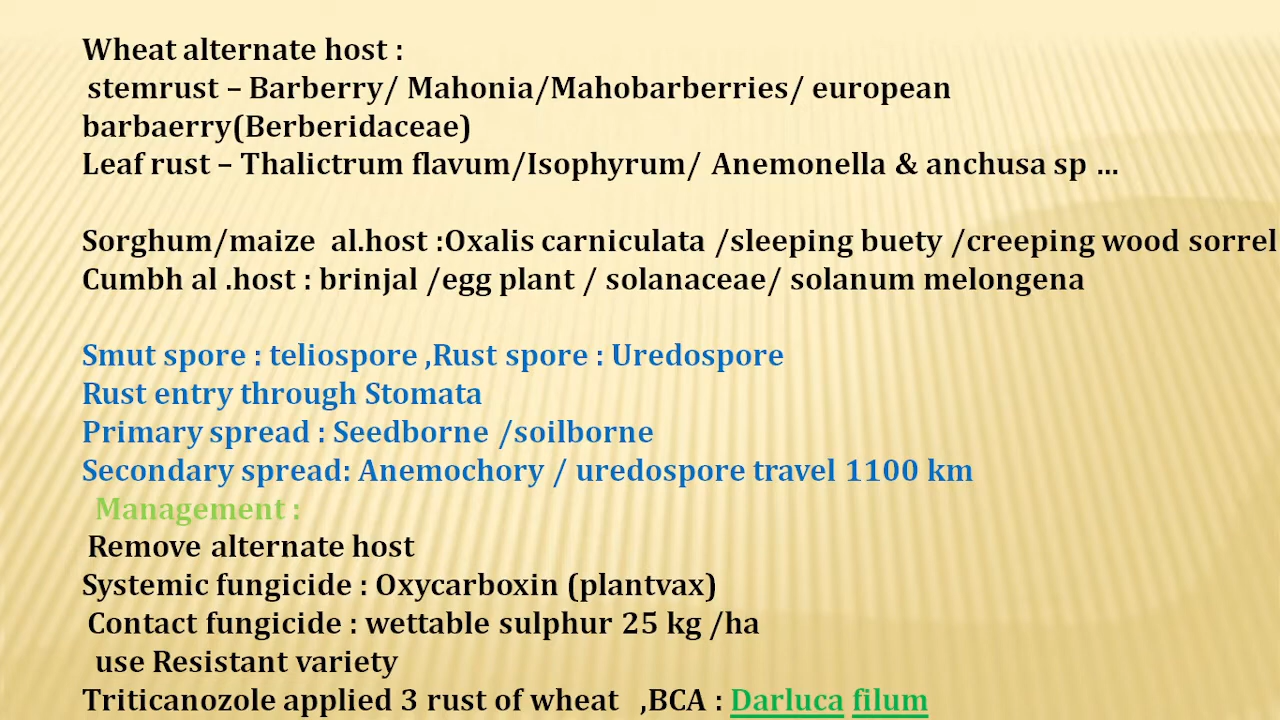 Wheat alternate host :
stemrust – Barberry/ Mahonia/Mahobarberries/ european
barbaerry(Berberidaceae)
Leaf rust – Thalictrum flavum/Isophyrum/ Anemonella & anchusa sp ...
Sorghum/maize al.host :Oxalis carniculata /sleeping buety /creeping wood sorrel
Cumbh al .host : brinjal /egg plant / solanaceae/ solanum melongena
Smut spore : teliospore ,Rust spore : Uredospore
Rust entry through Stomata
Primary spread : Seedborne /soilborne
Secondary spread: Anemochory / uredospore travel 1100 km
Management :
Remove alternate host
Systemic fungicide : Oxycarboxin (plantvax)
Contact fungicide : wettable sulphur 25 kg /ha
use Resistant variety
Triticanozole applied 3 rust of wheat ,BCA : Darluca filum